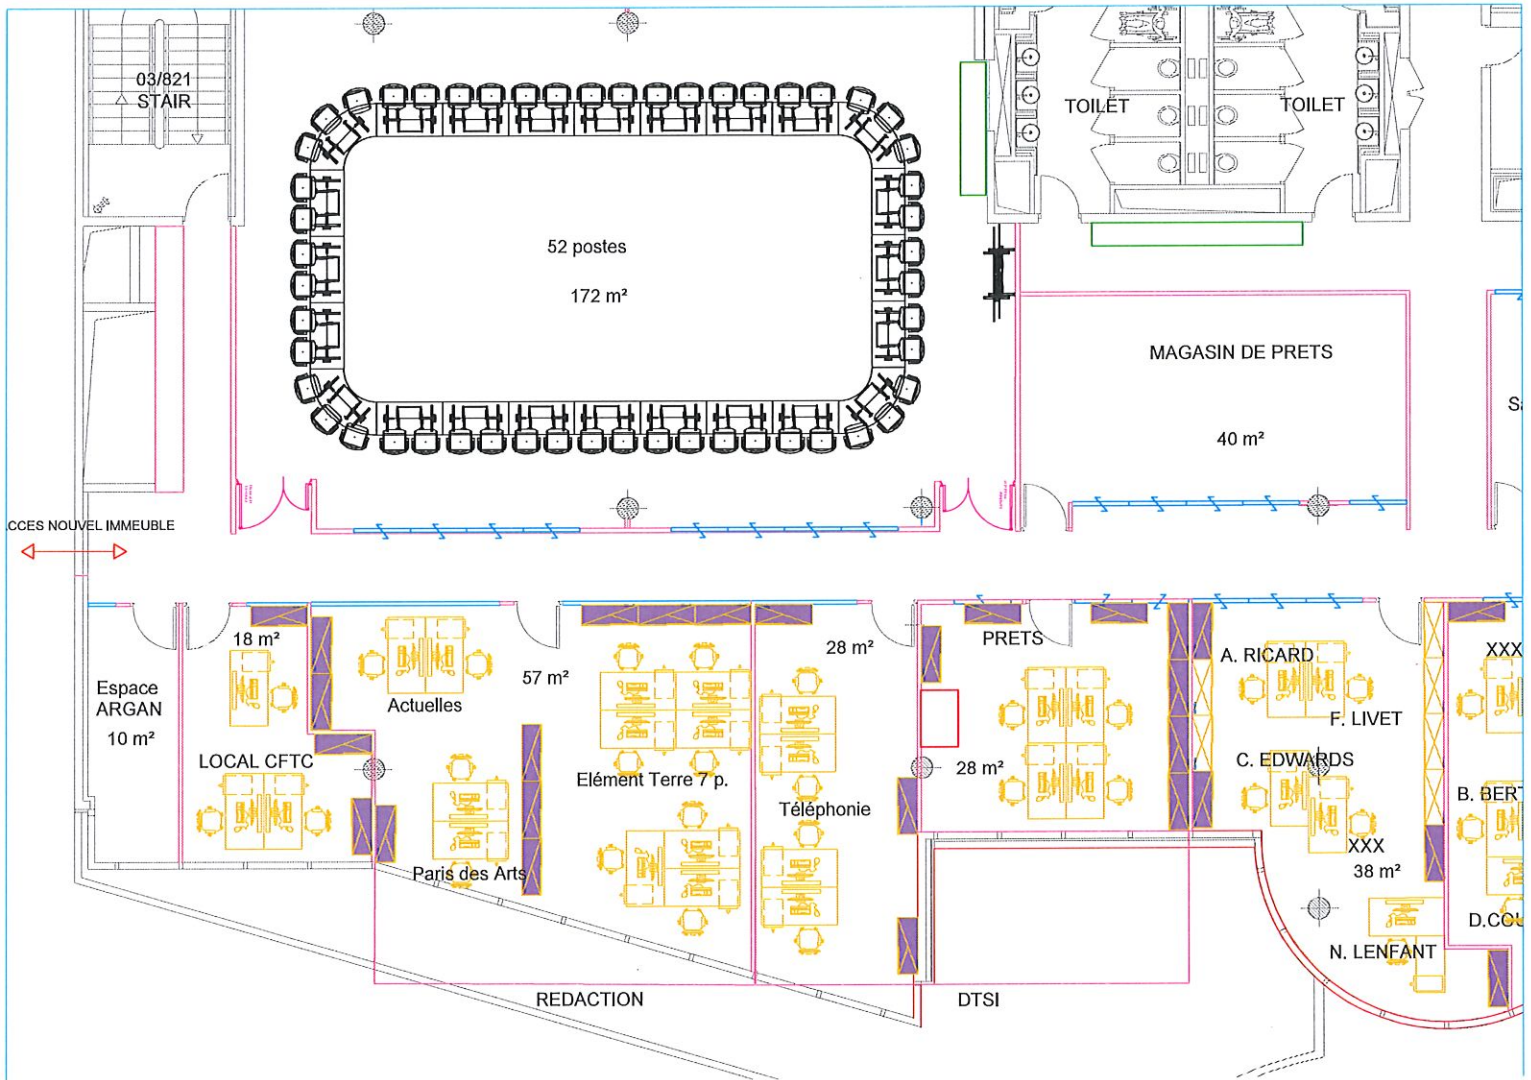 03/821
STAIR
TOILET
TOILET
52 postes
172 m²
MAGASIN DE PRETS
40 m²
CCES NOUVEL IMMEUBLE
18 m²
Espace
ARGAN
10 m²
LOCAL CFTC
Actuelles
57 m²
Elément Terre 7 p.
Paris des Arts
28 m²
Téléphonie
PRETS
28 m²
A. RICARD
F. LIVET
C. EDWARDS
XXX
38 m²
N. LENFANT
XXX
B. BERT
D.COU
REDACTION
DTSI